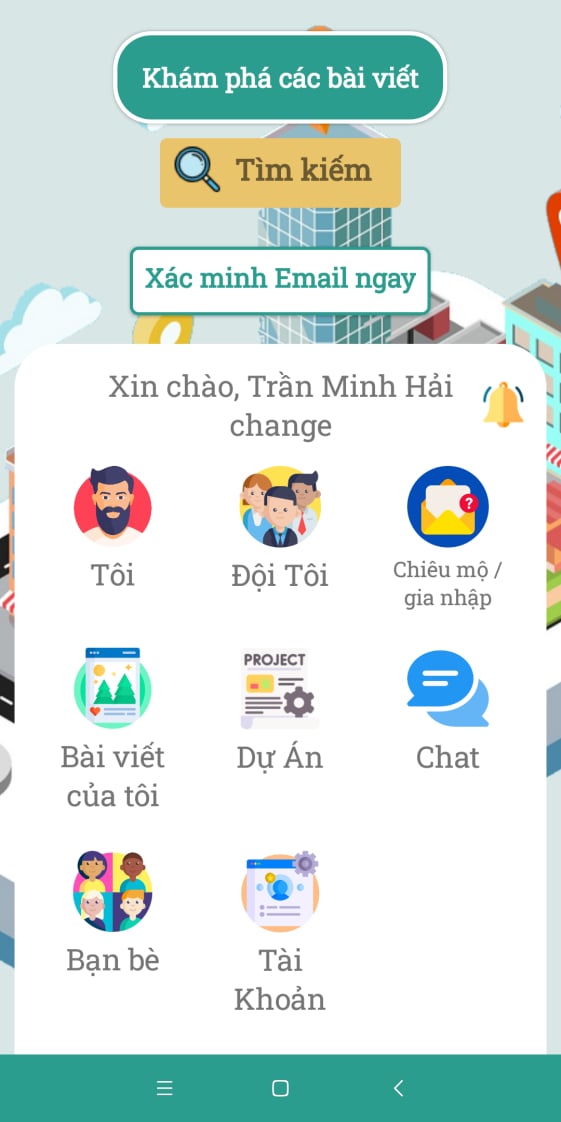 Khám phá các bài viết
Tìm kiếm
Xác minh Email ngay
Xin chào, Trần Minh Hải
change
Tôi
Đội Tôi
Chiêu mộ /
gia nhập
?
PROJECT
Bài viết
của tôi
Dự Án
Chat
Bạn bè
Tài
Khoản